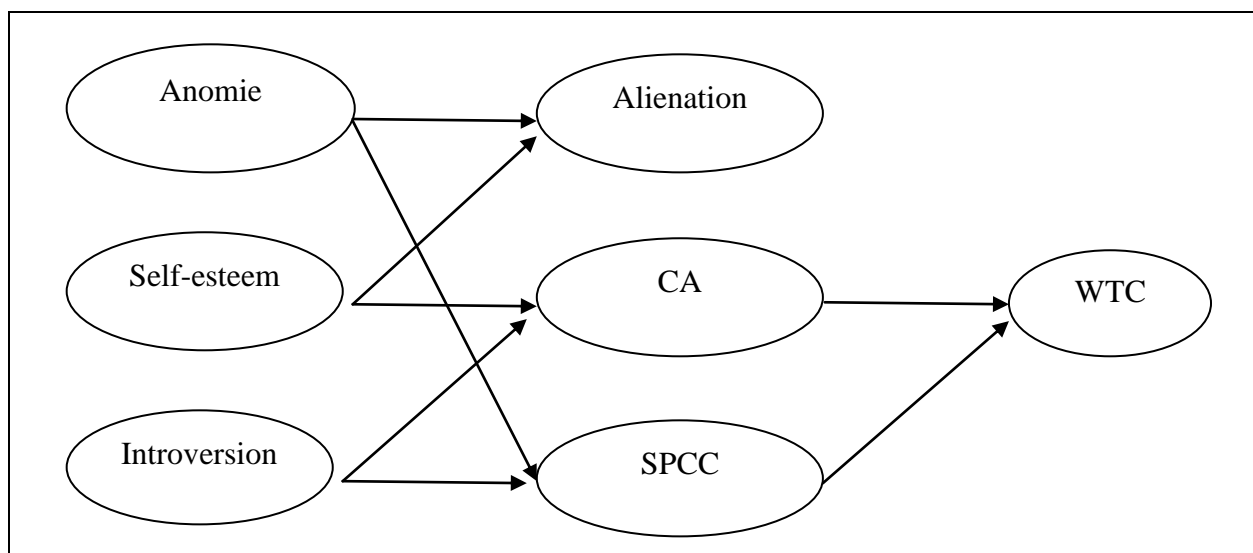 Anomie
Alienation
Self-esteem
CA
WTC
Introversion
SPCC